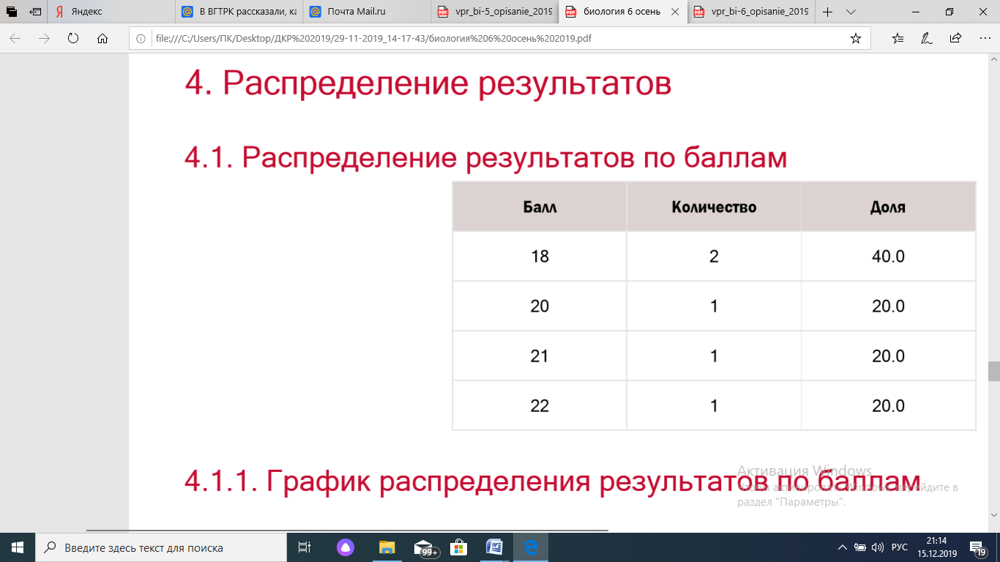 Яндекс
В ВГТРК рассказали, ка
Почта Mail.ru
vpr_bi-5_opisanie_2019
биология 6 осень
vpr_bi-6_opisanie_2019
file:///C:/Users/ПК/Desktop/ДКР%202019/29-11-2019_14-17-43/биология%206%20осень%202019.pdf
4. Распределение результатов
4.1. Распределение результатов по баллам
Балл Количество Доля
18 2 40.0
20 1 20.0
21 1 20.0
22 1 20.0
4.1.1. График распределения результатов по баллам
Активация Windows
Чтобы активировать Windows, перейдите в
раздел "Параметры".
Введите здесь текст для поиска
99+
РУС
21:14
15.12.2019
19